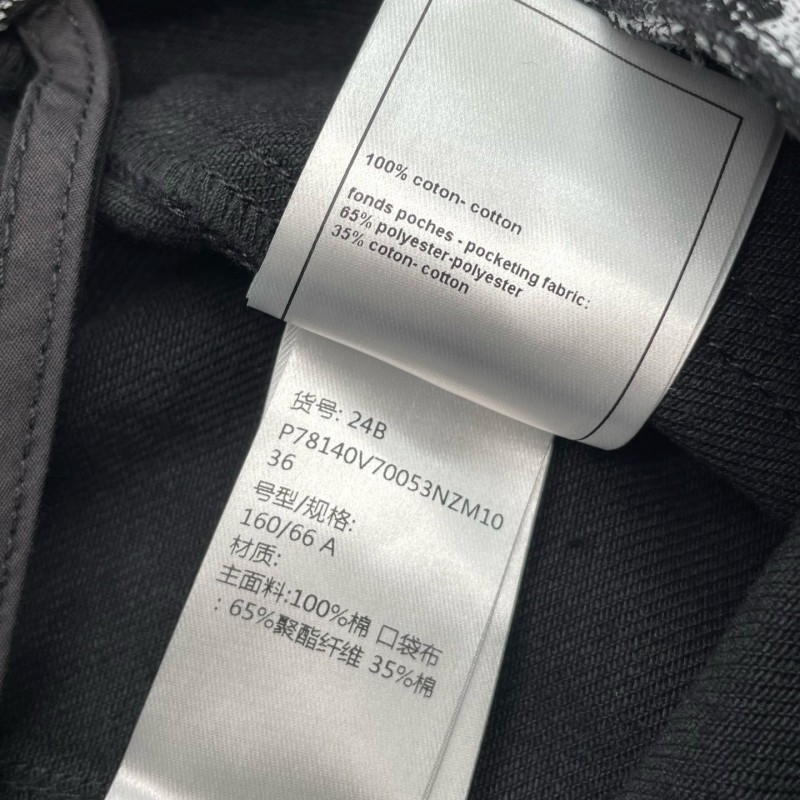 100% coton- cotton
fonds poches - pocketing fabric:
65% polyester-polyester
35% coton- cotton
货号: 24B
P78140V70053NZM10
36
号型/规格:
160/66 A
材质:
主面料:100%棉 口袋布
: 65%聚酯纤维 35%棉